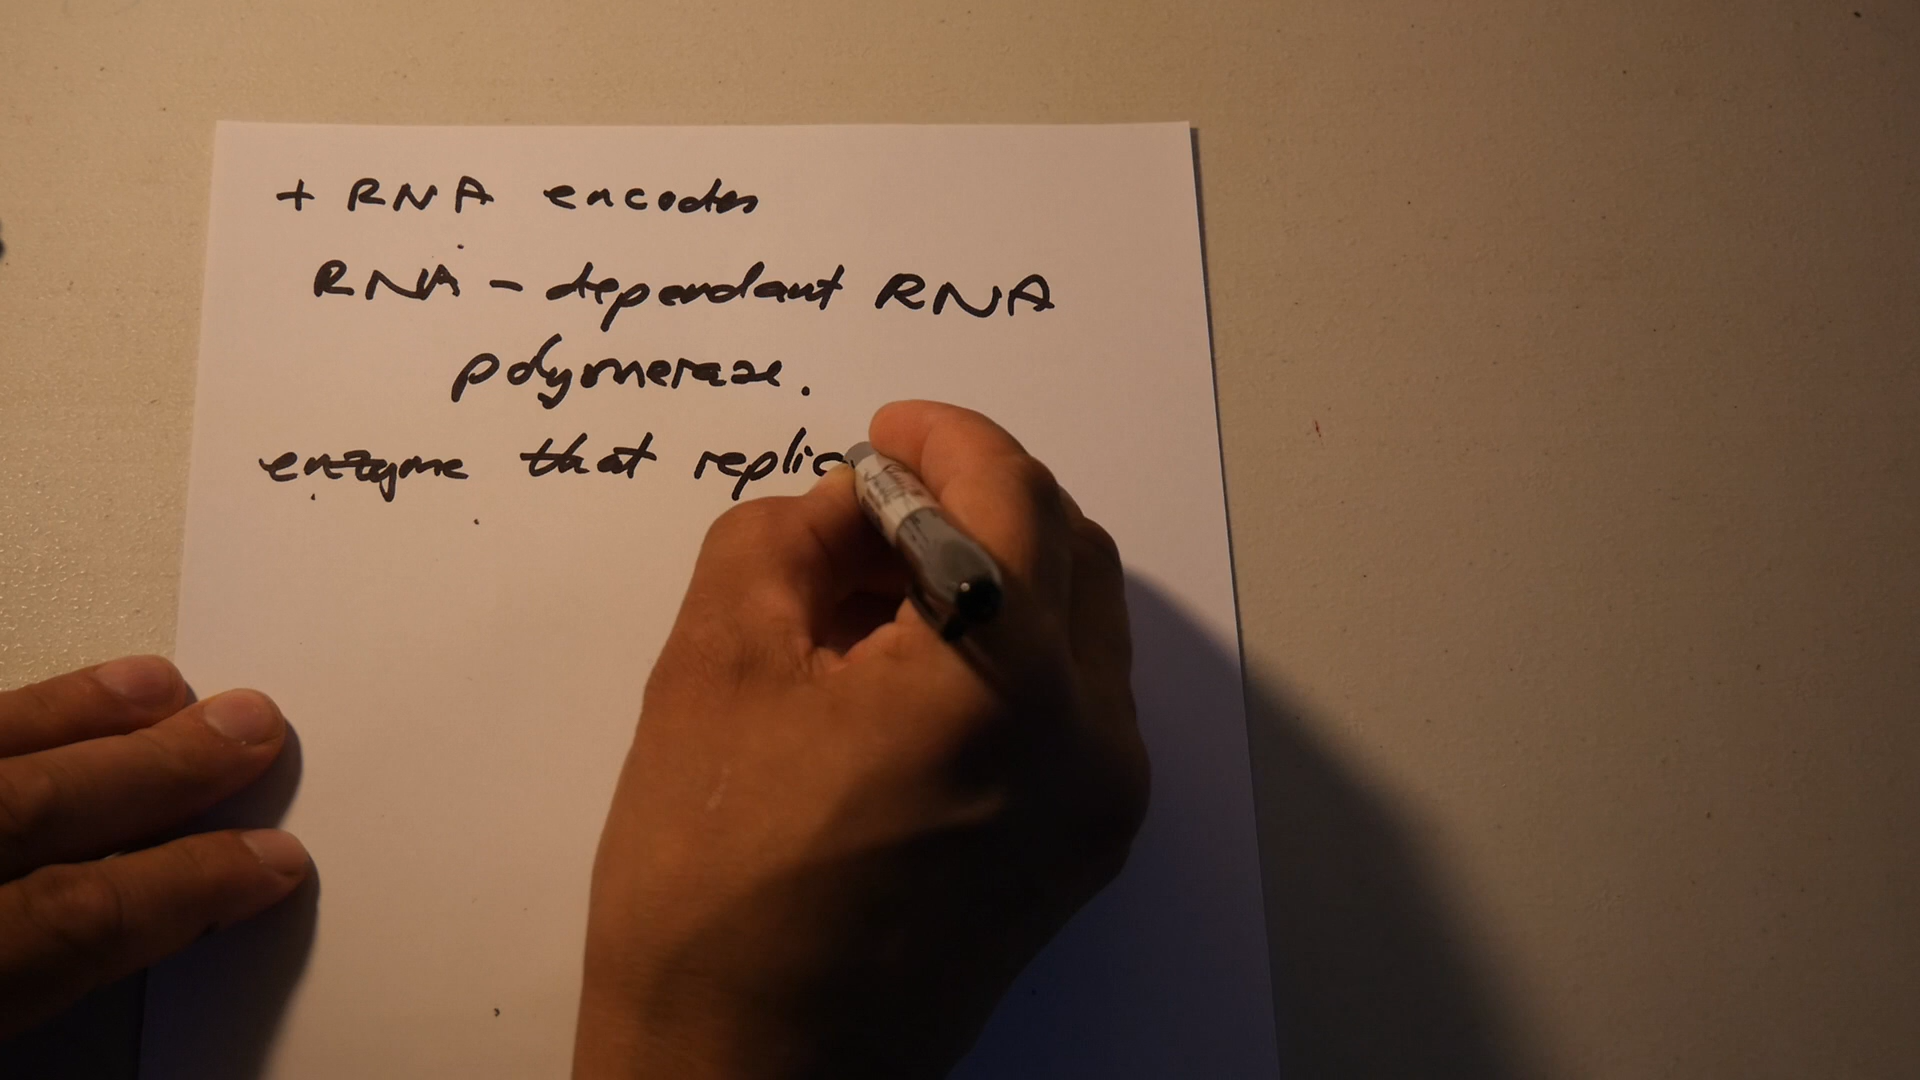 + RNA encodes
RNA - dependant RNA
polymerase.
enzyme that replic